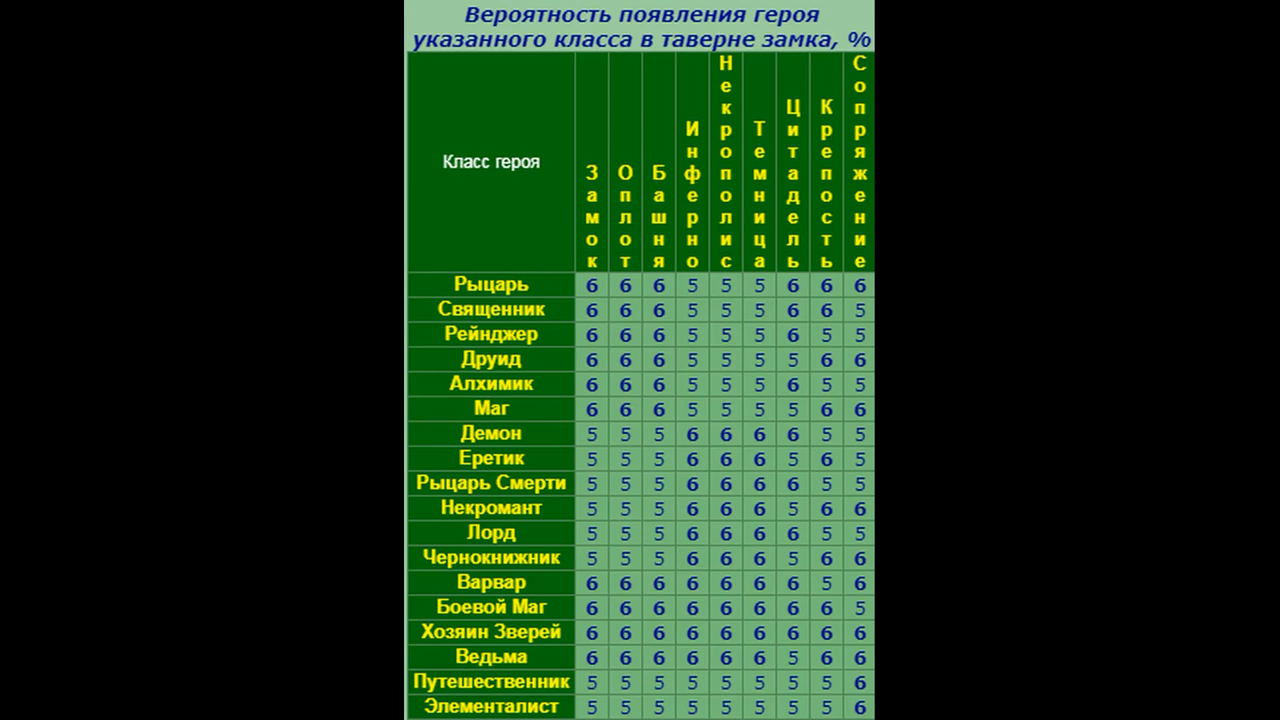 Вероятность появления героя
указанного класса в таверне замка, %
Класс героя Замок Оплот Башня Инферно Некрополис Темница Цитадель Крепость Сопряжение
Рыцарь 6 6 6 5 5 5 6 6 6
Священник 6 6 6 5 5 5 6 6 5
Рейнджер 6 6 6 5 5 5 6 5 5
Друид 6 6 6 5 5 5 5 6 6
Алхимик 6 6 6 5 5 5 6 5 5
Маг 6 6 6 5 5 5 5 6 6
Демон 5 5 5 6 6 6 6 5 5
Еретик 5 5 5 6 6 6 5 6 5
Рыцарь Смерти 5 5 5 6 6 6 6 5 5
Некромант 5 5 5 6 6 6 5 6 6
Лорд 5 5 5 6 6 6 6 5 5
Чернокнижник 5 5 5 6 6 6 5 6 6
Варвар 6 6 6 6 6 6 6 5 6
Боевой Маг 6 6 6 6 6 6 6 6 5
Хозяин Зверей 6 6 6 6 6 6 6 6 6
Ведьма 6 6 6 6 6 6 5 6 6
Путешественник 5 5 5 5 5 5 5 5 6
Элементалист 5 5 5 5 5 5 5 5 6